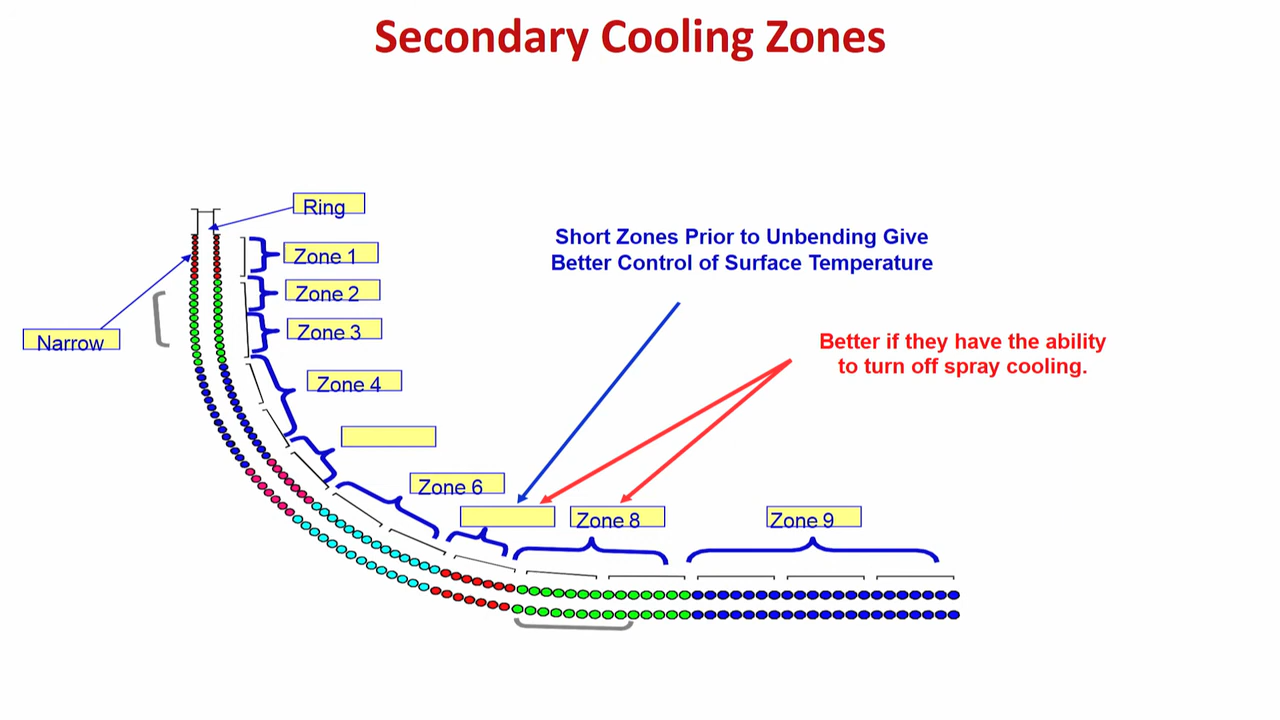 Secondary Cooling Zones
Ring
Zone 1
Zone 2
Zone 3
Narrow
Zone 4
Zone 6
Zone 8
Zone 9
Short Zones Prior to Unbending Give
Better Control of Surface Temperature
Better if they have the ability
to turn off spray cooling.